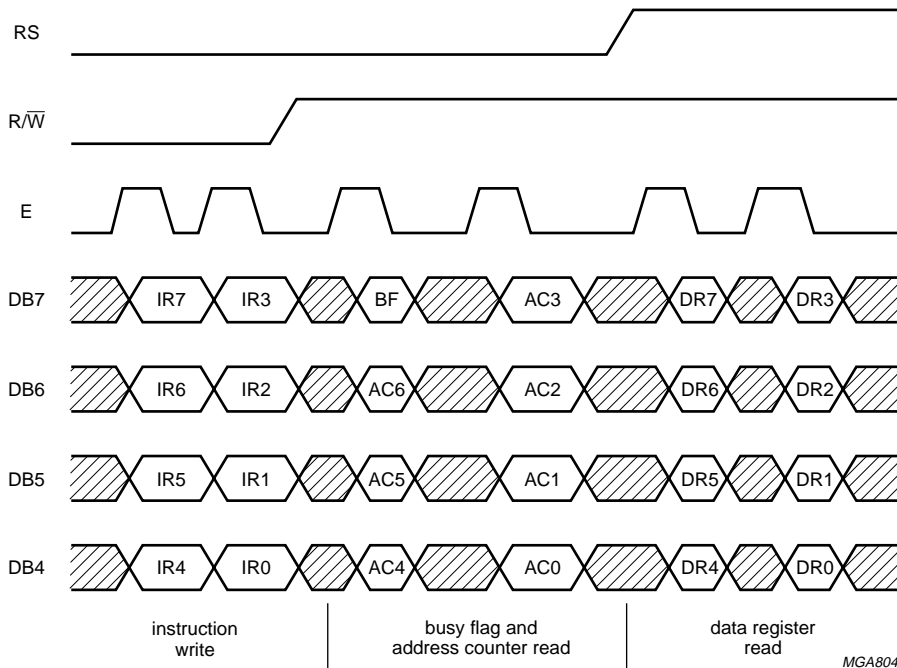 RS
R/W̅
E
DB7 IR7 IR3 BF AC3 DR7 DR3
DB6 IR6 IR2 AC6 AC2 DR6 DR2
DB5 IR5 IR1 AC5 AC1 DR5 DR1
DB4 IR4 IR0 AC4 AC0 DR4 DR0
instruction
write
busy flag and
address counter read
data register
read
MGA804